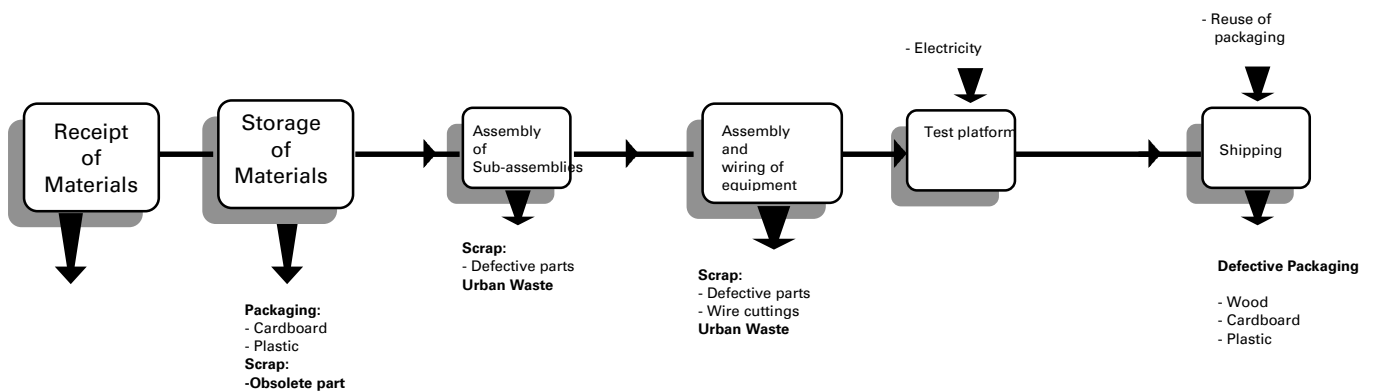 Receipt
of
Materials
Storage
of
Materials
Packaging:
- Cardboard
- Plastic
Scrap:
-Obsolete part
Assembly
of
Sub-assemblies
Scrap:
- Defective parts
Urban Waste
Assembly
and
wiring of
equipment
Scrap:
- Defective parts
- Wire cuttings
Urban Waste
- Electricity
Test platform
- Reuse of
packaging
Shipping
Defective Packaging
- Wood
- Cardboard
- Plastic